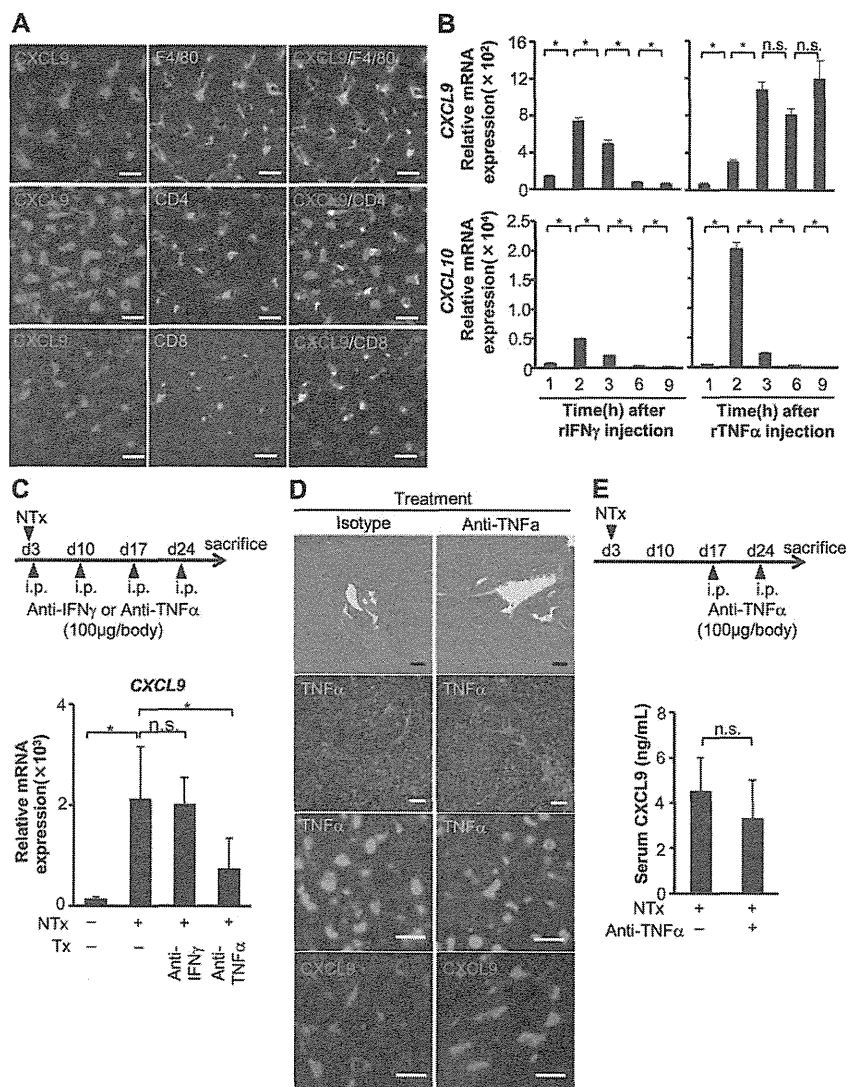 A
CXCL9 F4/80 CXCL9/F4/80
CXCL9 CD4 CXCL9/CD4
CXCL9 CD8 CXCL9/CD8
B
CXCL9
Relative mRNA
expression(×10²)
16
12
8
4
0
* * * *
* * n.s. n.s.
CXCL10
Relative mRNA
expression(×10⁴)
2.5
2.0
1.5
1.0
0.5
0
* * * *
* * * *
1 2 3 6 9
1 2 3 6 9
Time(h) after
rIFNγ injection
Time(h) after
rTNFα injection
C
NTx
d3 d10 d17 d24 sacrifice
i.p. i.p. i.p. i.p.
Anti-IFNγ or Anti-TNFα
(100μg/body)
CXCL9
Relative mRNA
expression(×10³)
4
2
0
* n.s. *
NTx − + + +
Tx − − Anti-IFNγ Anti-TNFα
D
Treatment
Isotype Anti-TNFa
TNFα TNFα
TNFα TNFα
CXCL9 CXCL9
E
NTx
d3 d10 d17 d24 sacrifice
i.p. i.p.
Anti-TNFα
(100μg/body)
Serum CXCL9 (ng/mL)
8
6
4
2
0
n.s.
NTx + +
Anti-TNFα − +